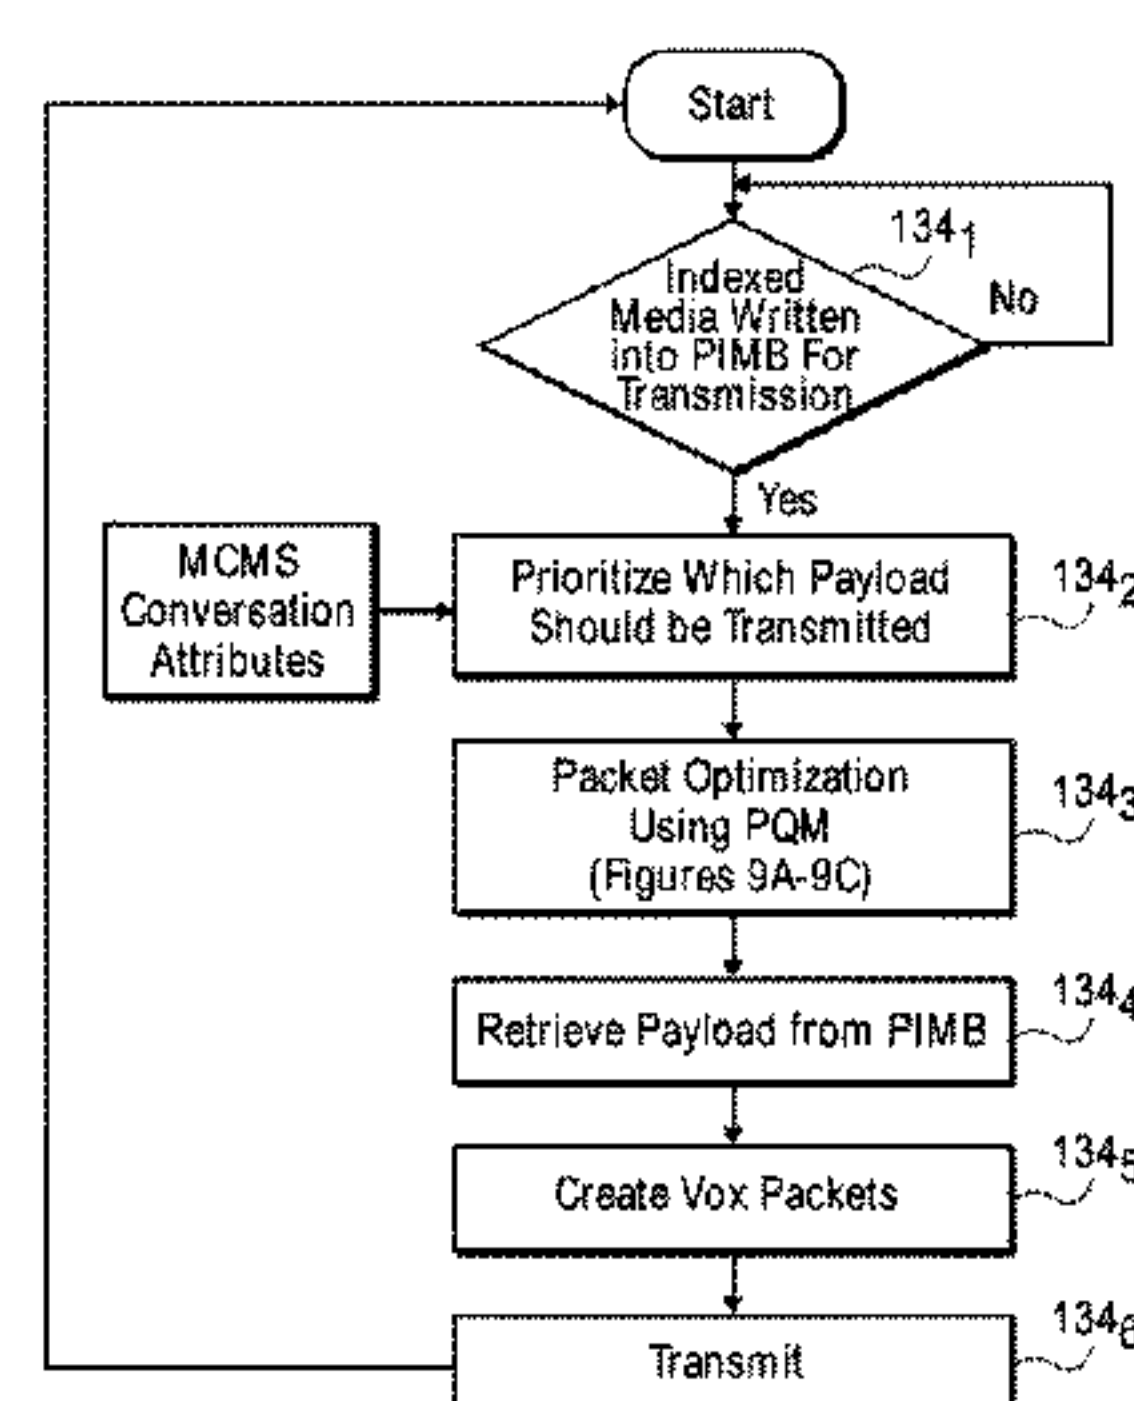 Start
134₁
Indexed
Media Written
into PIMB For
Transmission
No
Yes
MCMS
Conversation
Attributes
Prioritize Which Payload
Should be Transmitted
134₂
Packet Optimization
Using PQM
(Figures 9A-9C)
134₃
Retrieve Payload from PIMB
134₄
Create Vox Packets
134₅
Transmit
134₆